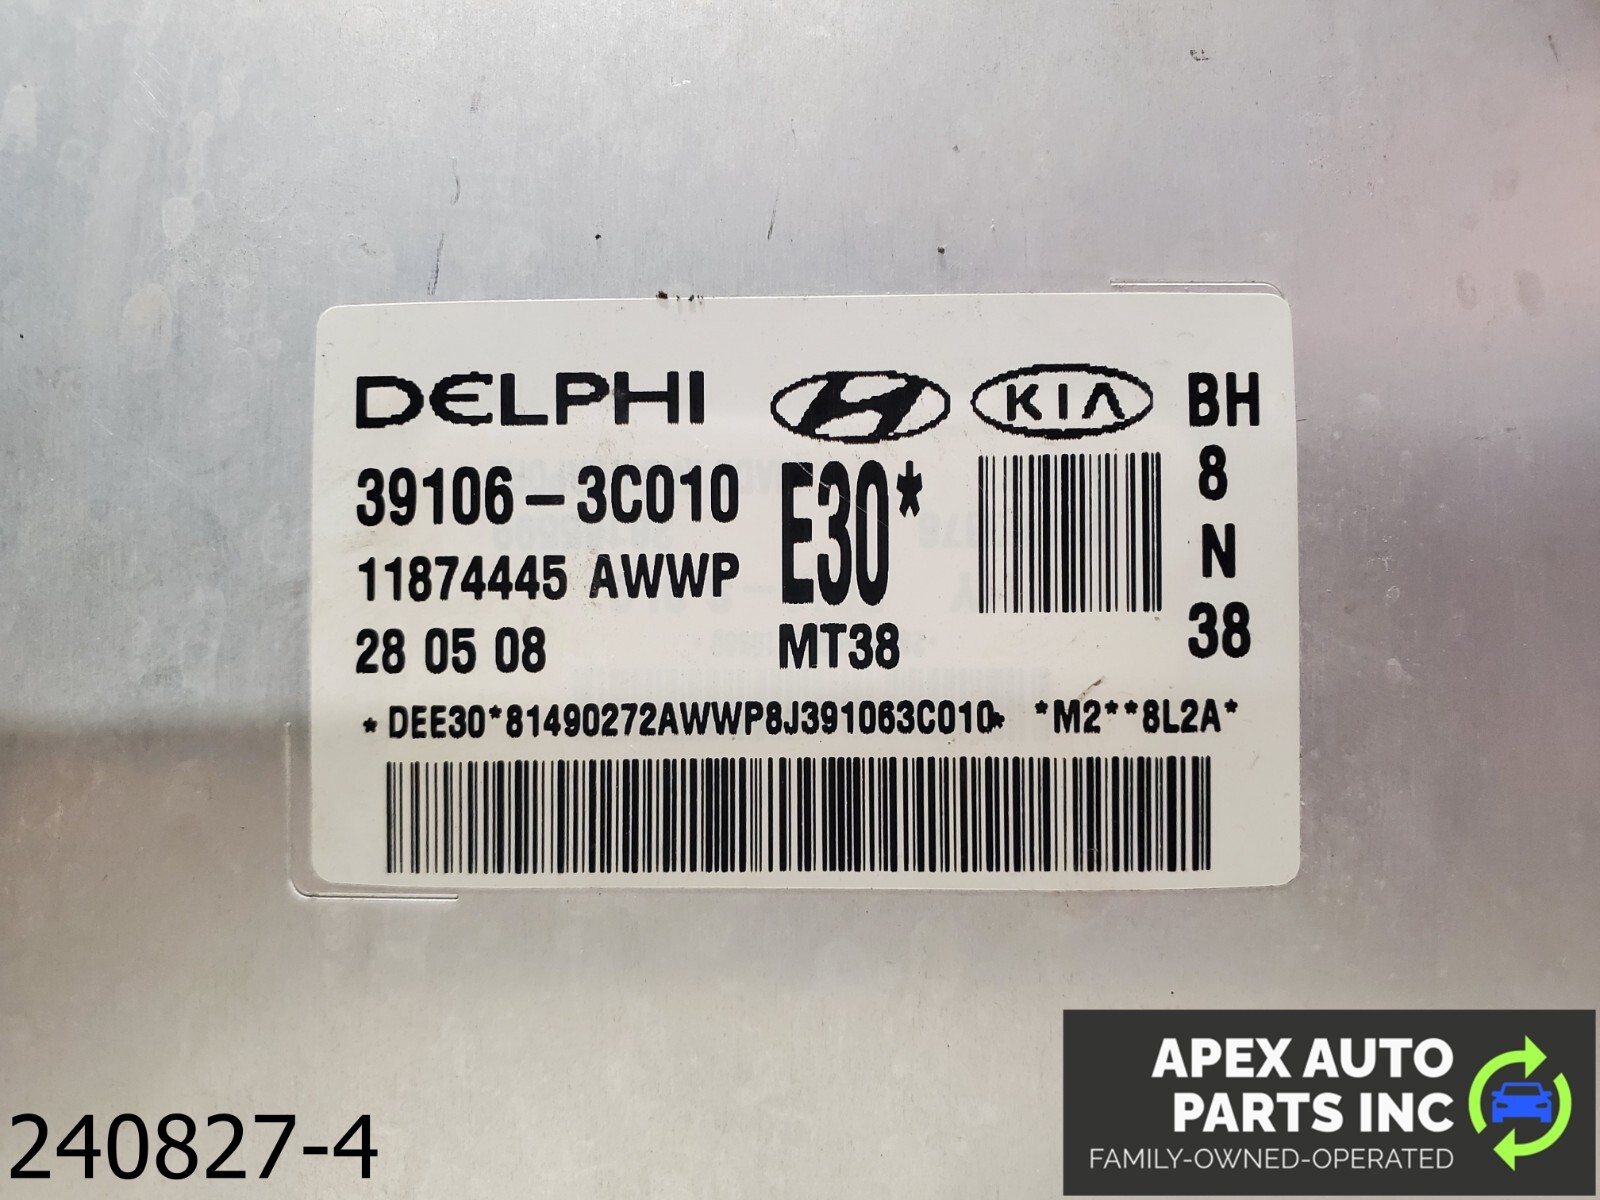 DELPHI KIA BH
39106-3C010 E30* 8
11874445 AWWP N
28 05 08 MT38 38
*DEE30*81490272AWWP8J391063C010* *M2**8L2A*
240827-4
APEX AUTO
PARTS INC
FAMILY-OWNED-OPERATED